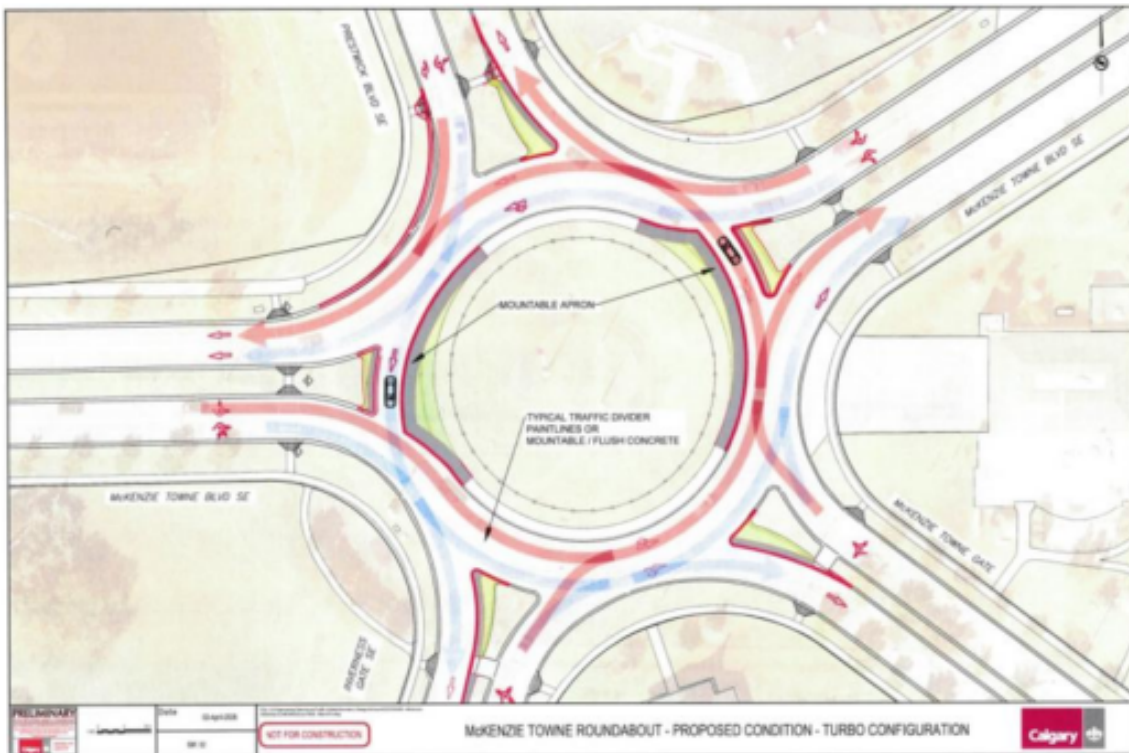 PRESTWICK BLVD SE
McKENZIE TOWNE BLVD SE
MOUNTABLE APRON
TYPICAL TRAFFIC DIVIDER
PAINTLINES OR
MOUNTABLE / FLUSH CONCRETE
McKENZIE TOWNE BLVD SE
McKENZIE TOWNE GATE
INVERNESS
GATE SE
PRELIMINARY
Calgary
Date
NOT FOR CONSTRUCTION
McKENZIE TOWNE ROUNDABOUT - PROPOSED CONDITION - TURBO CONFIGURATION
Calgary